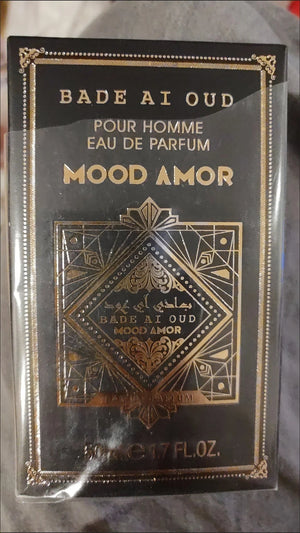 BADE AI OUD
POUR HOMME
EAU DE PARFUM
MOOD AMOR
بادي اي عود
BADE AI OUD
MOOD AMOR
1.7 FL.OZ.